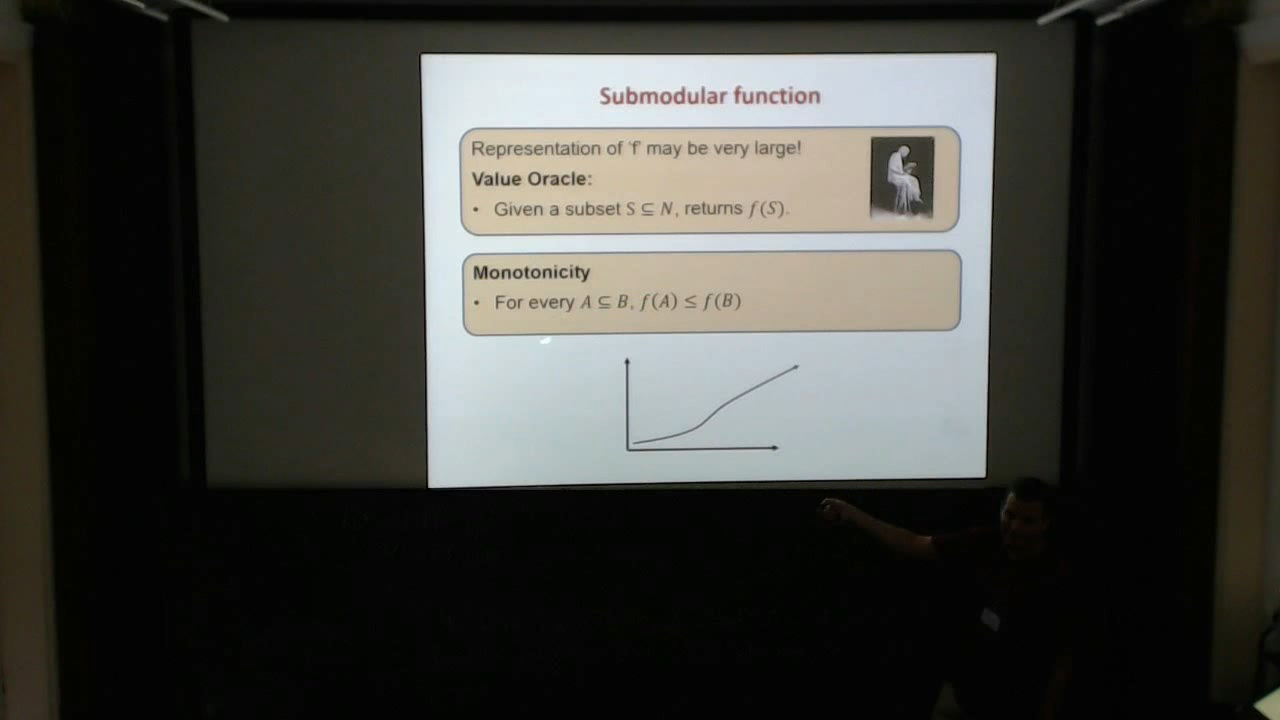 Submodular function
Representation of 'f' may be very large!
Value Oracle:
• Given a subset S ⊆ N, returns f(S).
Monotonicity
• For every A ⊆ B, f(A) ≤ f(B)